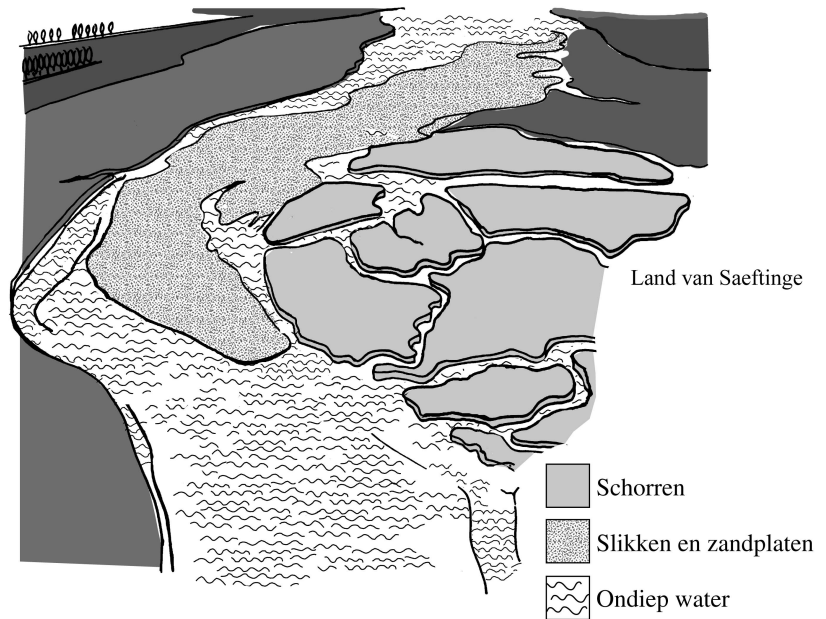 Land van Saeftinge
Schorren
Slikken en zandplaten
Ondiep water